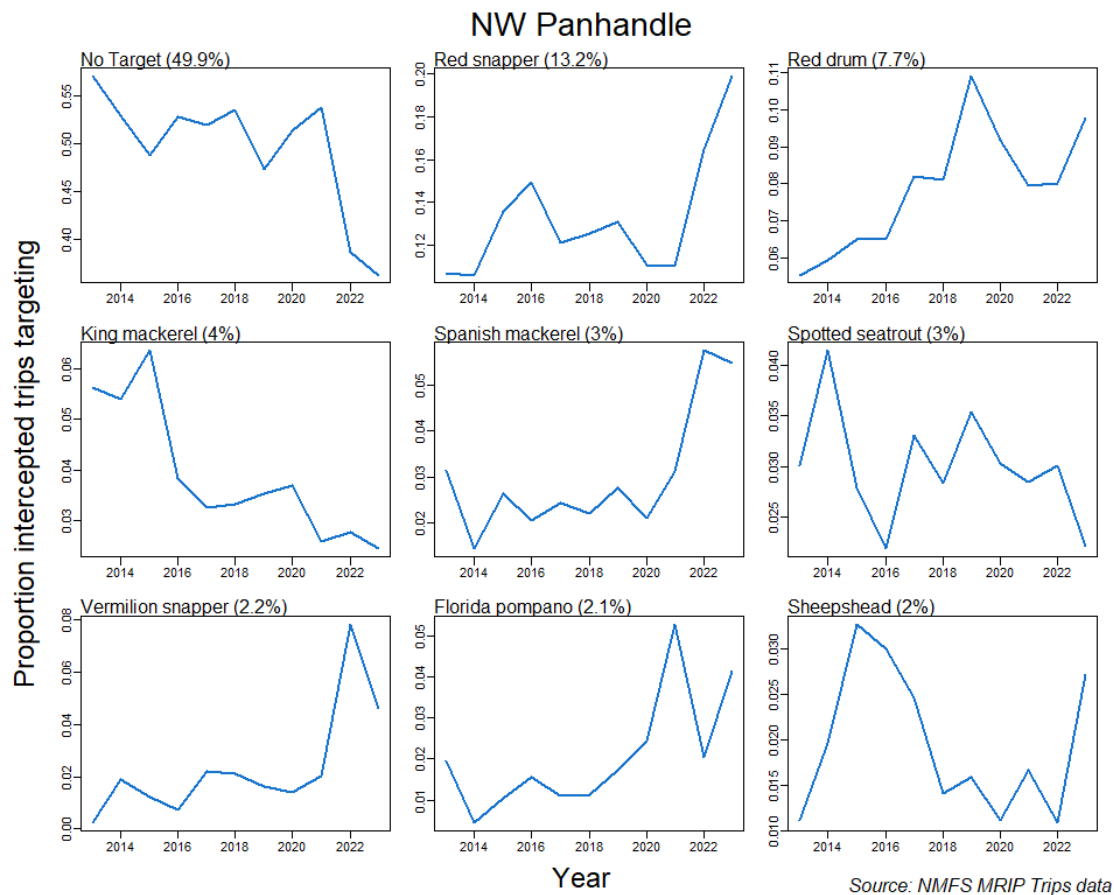 NW Panhandle
Proportion intercepted trips targeting
No Target (49.9%)
0.55
0.50
0.45
0.40
2014 2016 2018 2020 2022
Red snapper (13.2%)
0.20
0.16
0.14
0.12
2014 2016 2018 2020 2022
Red drum (7.7%)
0.11
0.10
0.09
0.08
0.07
0.06
2014 2016 2018 2020 2022
King mackerel (4%)
0.06
0.05
0.04
0.03
2014 2016 2018 2020 2022
Spanish mackerel (3%)
0.05
0.03
0.02
2014 2016 2018 2020 2022
Spotted seatrout (3%)
0.040
0.035
0.030
0.025
2014 2016 2018 2020 2022
Vermilion snapper (2.2%)
0.08
0.06
0.04
0.02
0.00
2014 2016 2018 2020 2022
Florida pompano (2.1%)
0.05
0.03
0.02
0.01
2014 2016 2018 2020 2022
Sheepshead (2%)
0.030
0.025
0.020
0.015
0.010
2014 2016 2018 2020 2022
Year
Source: NMFS MRIP Trips data